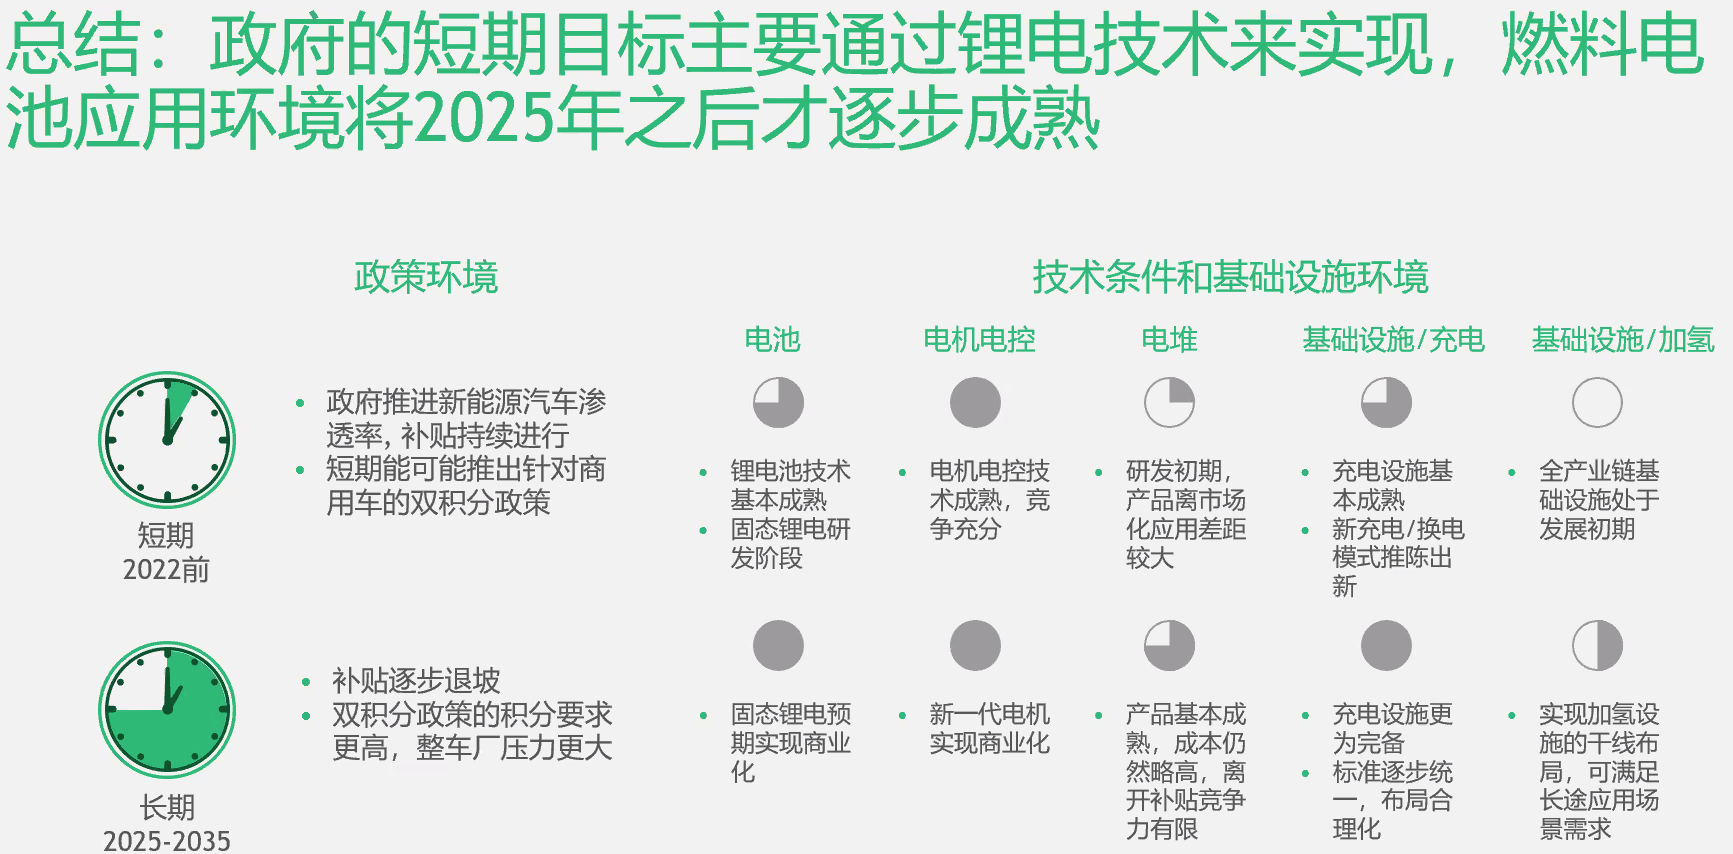 总结：政府的短期目标主要通过锂电技术来实现，燃料电
池应用环境将2025年之后才逐步成熟
政策环境
技术条件和基础设施环境
电池
电机电控
电堆
基础设施/充电
基础设施/加氢
短期
2022前
• 政府推进新能源汽车渗
透率，补贴持续进行
• 短期能可能推出针对商
用车的双积分政策
• 锂电池技术
基本成熟
• 固态锂电研
发阶段
• 电机电控技
术成熟，竞
争充分
• 研发初期，
产品离市场
化应用差距
较大
• 充电设施基
本成熟
• 新充电/换电
模式推陈出
新
• 全产业链基
础设施处于
发展初期
长期
2025-2035
• 补贴逐步退坡
• 双积分政策的积分要求
更高，整车厂压力更大
• 固态锂电预
期实现商业
化
• 新一代电机
实现商业化
• 产品基本成
熟，成本仍
然略高，离
开补贴竞争
力有限
• 充电设施更
为完备
• 标准逐步统
一，布局合
理化
• 实现加氢设
施的干线布
局，可满足
长途应用场
景需求